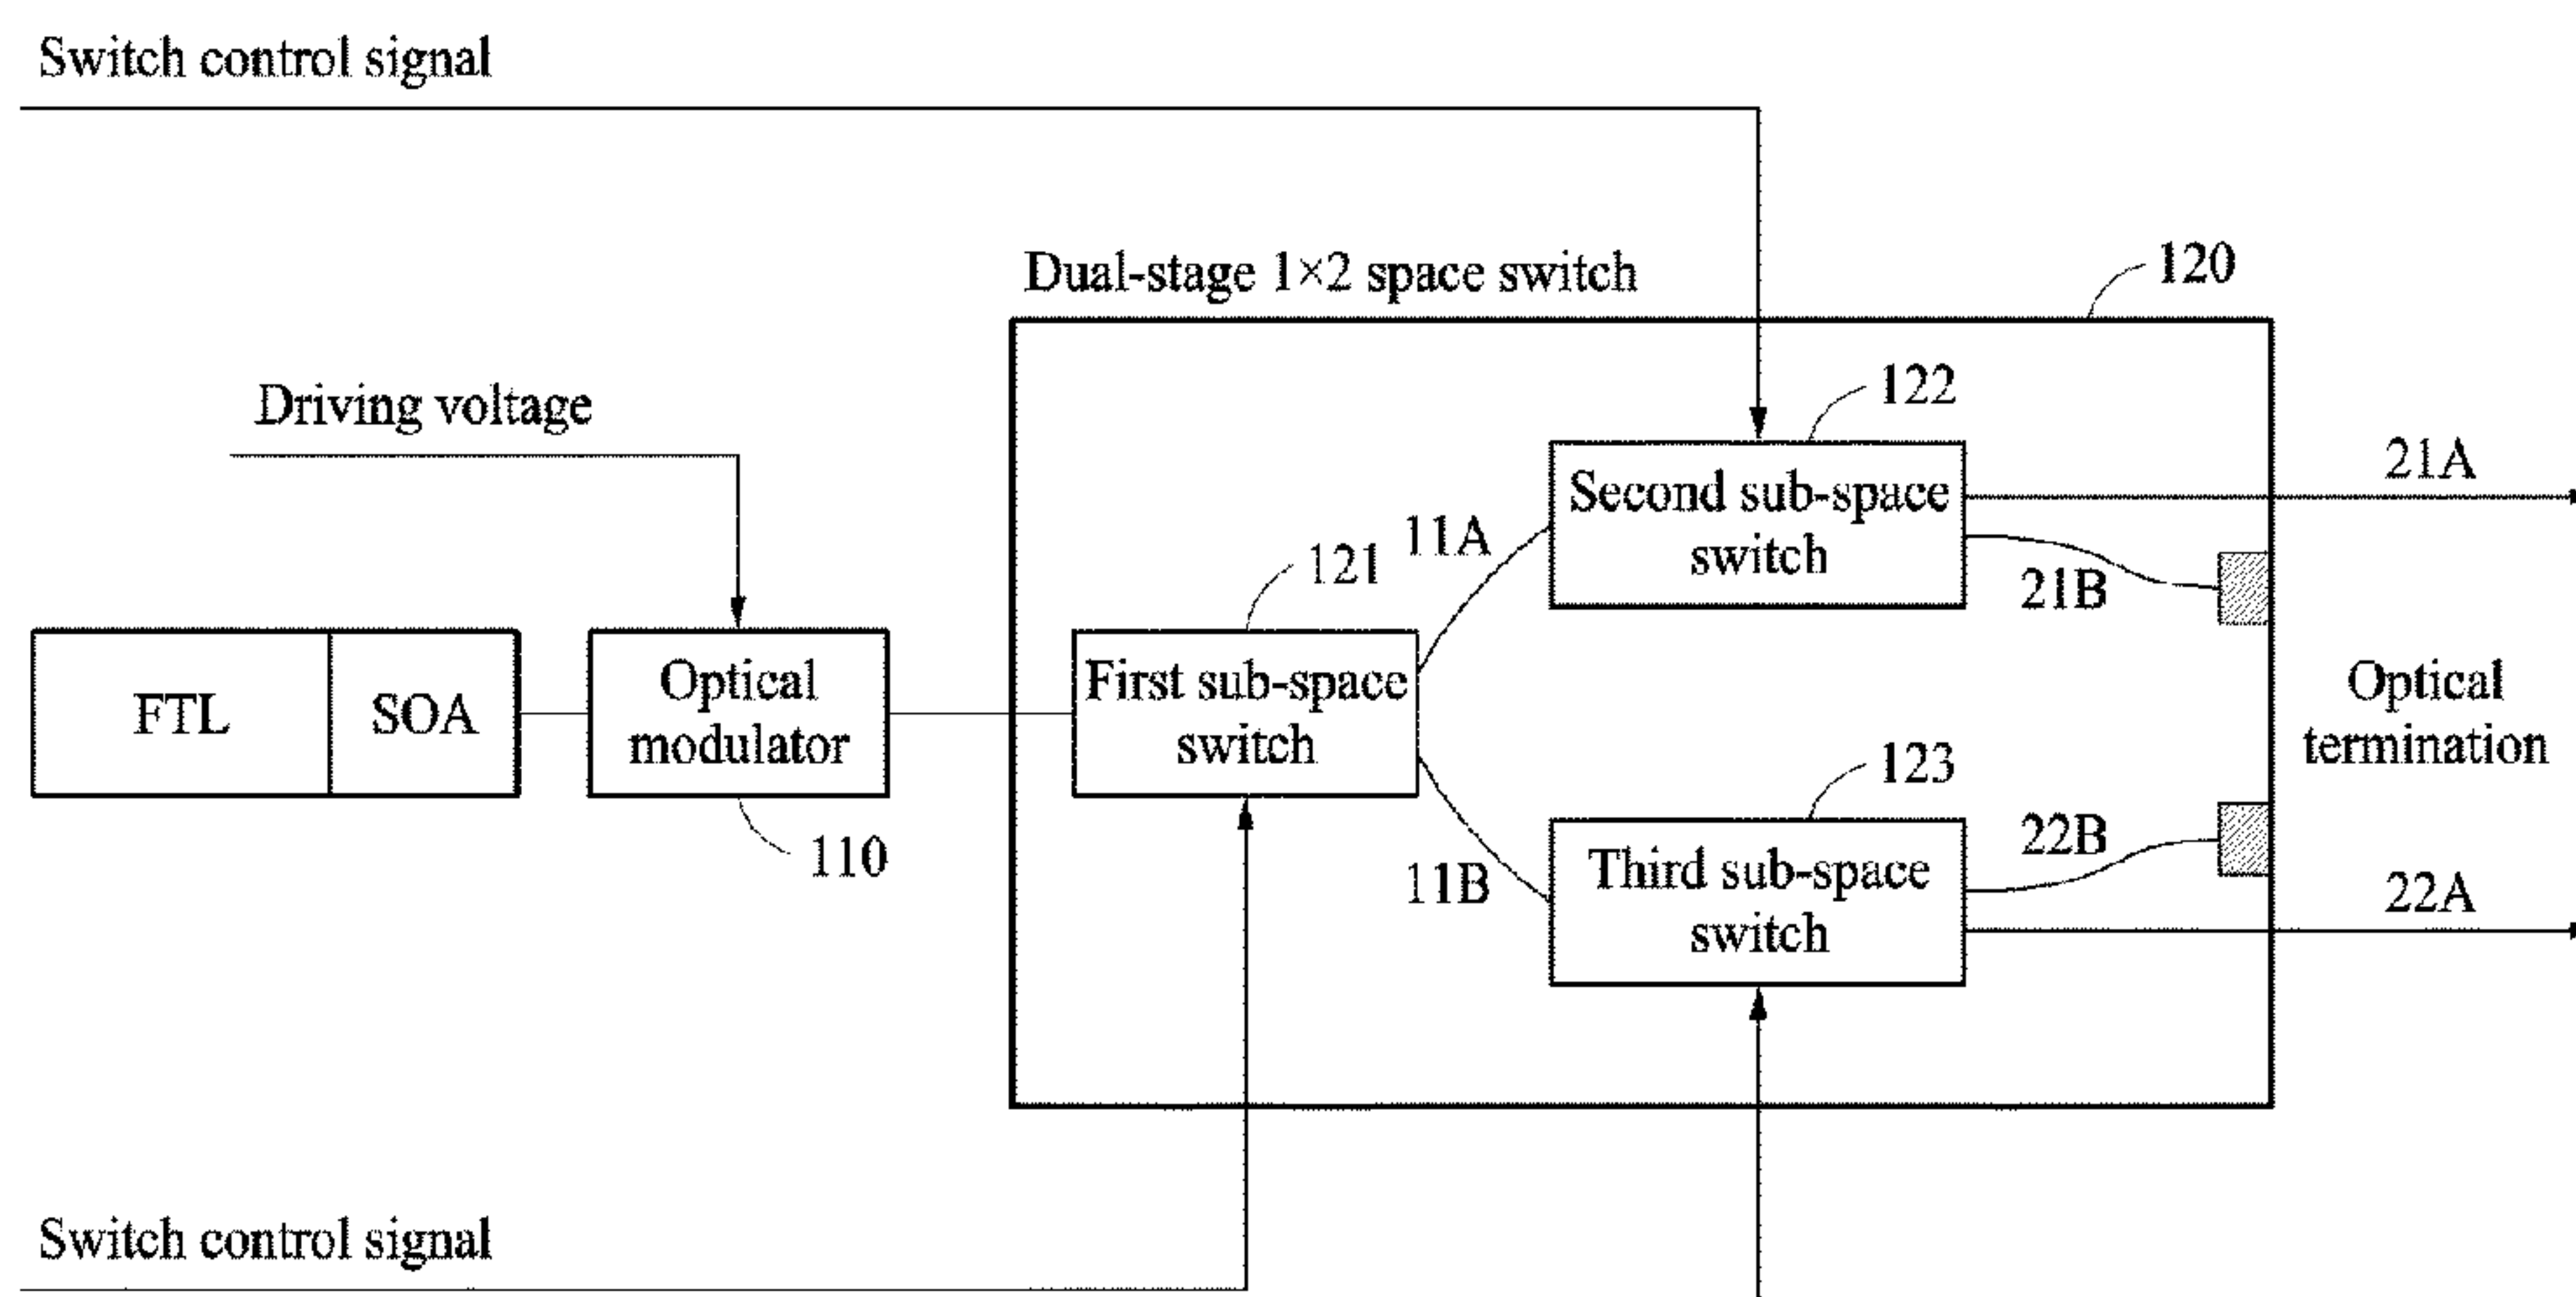 Switch control signal
Dual-stage 1×2 space switch
120
Driving voltage
122
Second sub-space
switch
21A
11A
21B
121
FTL
SOA
Optical
modulator
110
First sub-space
switch
Optical
termination
123
Third sub-space
switch
22B
11B
22A
Switch control signal